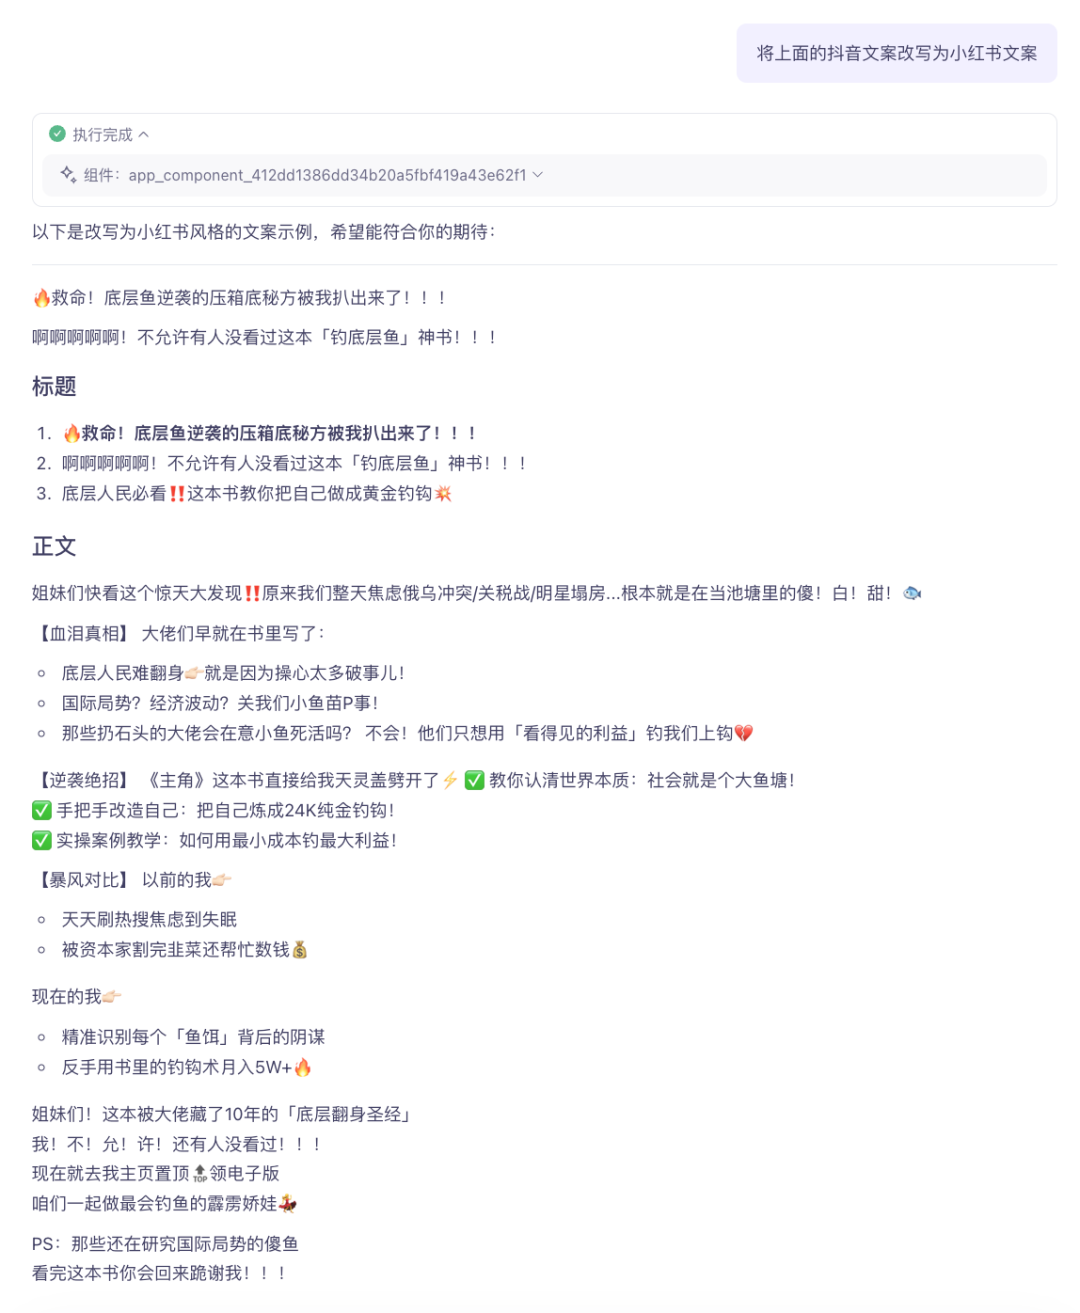 将上面的抖音文案改写为小红书文案
执行完成
组件：app_component_412dd1386dd34b20a5fbf419a43e62f1
以下是改写为小红书风格的文案示例，希望能符合你的期待：
🔥救命！底层鱼逆袭的压箱底秘方被我扒出来了！！！
啊啊啊啊啊！不允许有人没看过这本「钓底层鱼」神书！！！
标题
1. 🔥救命！底层鱼逆袭的压箱底秘方被我扒出来了！！！
2. 啊啊啊啊啊！不允许有人没看过这本「钓底层鱼」神书！！！
3. 底层人民必看‼️这本书教你把自己做成黄金钓钩💥
正文
姐妹们快看这个惊天大发现‼️原来我们整天焦虑俄乌冲突/关税战/明星塌房...根本就是在当池塘里的傻！白！甜！🐟
【血泪真相】 大佬们早就在书里写了：
底层人民难翻身👉🏻就是因为操心太多破事儿！
国际局势？经济波动？关我们小鱼苗P事！
那些扔石头的大佬会在意小鱼死活吗？ 不会！他们只想用「看得见的利益」钓我们上钩💔
【逆袭绝招】 《主角》这本书直接给我天灵盖劈开了⚡ ✅ 教你认清世界本质：社会就是个大鱼塘！
✅ 手把手改造自己：把自己炼成24K纯金钓钩！
✅ 实操案例教学：如何用最小成本钓最大利益！
【暴风对比】 以前的我👉🏻
天天刷热搜焦虑到失眠
被资本家割完韭菜还帮忙数钱💰
现在的我👉🏻
精准识别每个「鱼饵」背后的阴谋
反手用书里的钓钩术月入5W+🔥
姐妹们！这本被大佬藏了10年的「底层翻身圣经」
我！不！允！许！还有人没看过！！！
现在就去我主页置顶🔝领电子版
咱们一起做最会钓鱼的霹雳娇娃💃
PS：那些还在研究国际局势的傻鱼
看完这本书你会回来跪谢我！！！